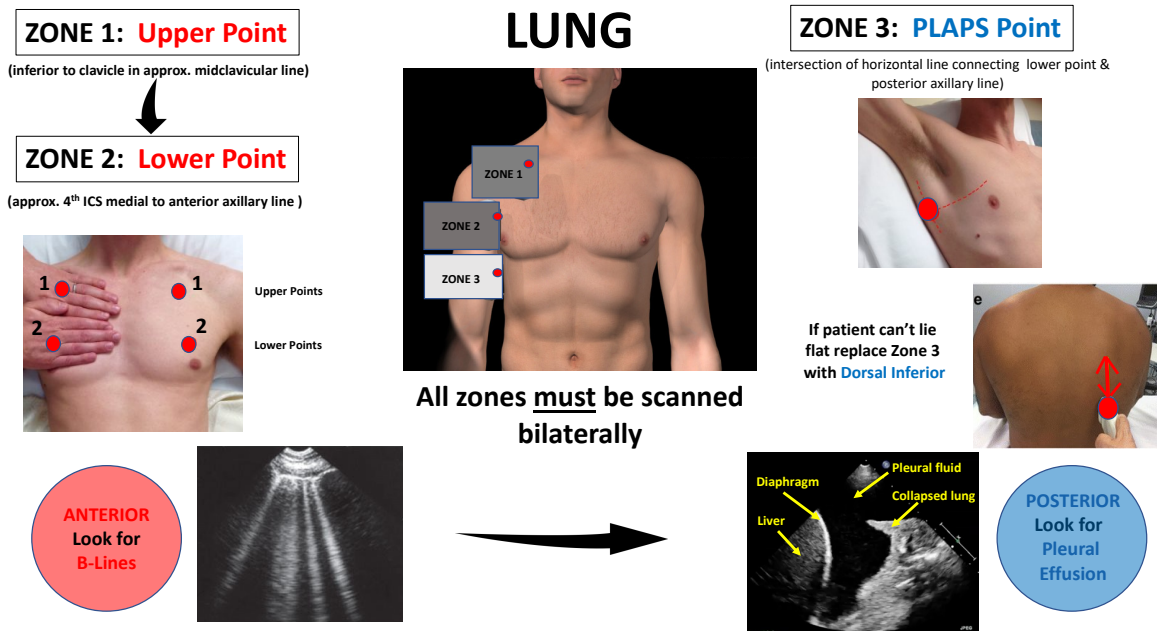 LUNG
ZONE 1: Upper Point
(inferior to clavicle in approx. midclavicular line)
ZONE 2: Lower Point
(approx. 4th ICS medial to anterior axillary line )
1
1
2
2
Upper Points
Lower Points
ZONE 1
ZONE 2
ZONE 3
All zones must be scanned
bilaterally
ZONE 3: PLAPS Point
(intersection of horizontal line connecting lower point &
posterior axillary line)
If patient can't lie
flat replace Zone 3
with Dorsal Inferior
e
ANTERIOR
Look for
B-Lines
Diaphragm
Liver
Pleural fluid
Collapsed lung
JPEG
POSTERIOR
Look for
Pleural
Effusion